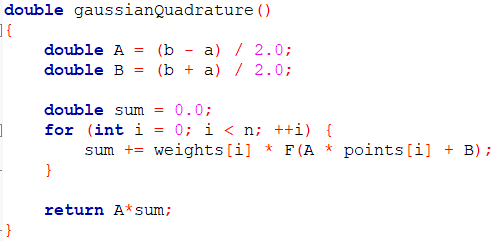 double gaussianQuadrature()
{
    double A = (b - a) / 2.0;
    double B = (b + a) / 2.0;

    double sum = 0.0;
    for (int i = 0; i < n; ++i) {
        sum += weights[i] * F(A * points[i] + B);
    }

    return A*sum;
}